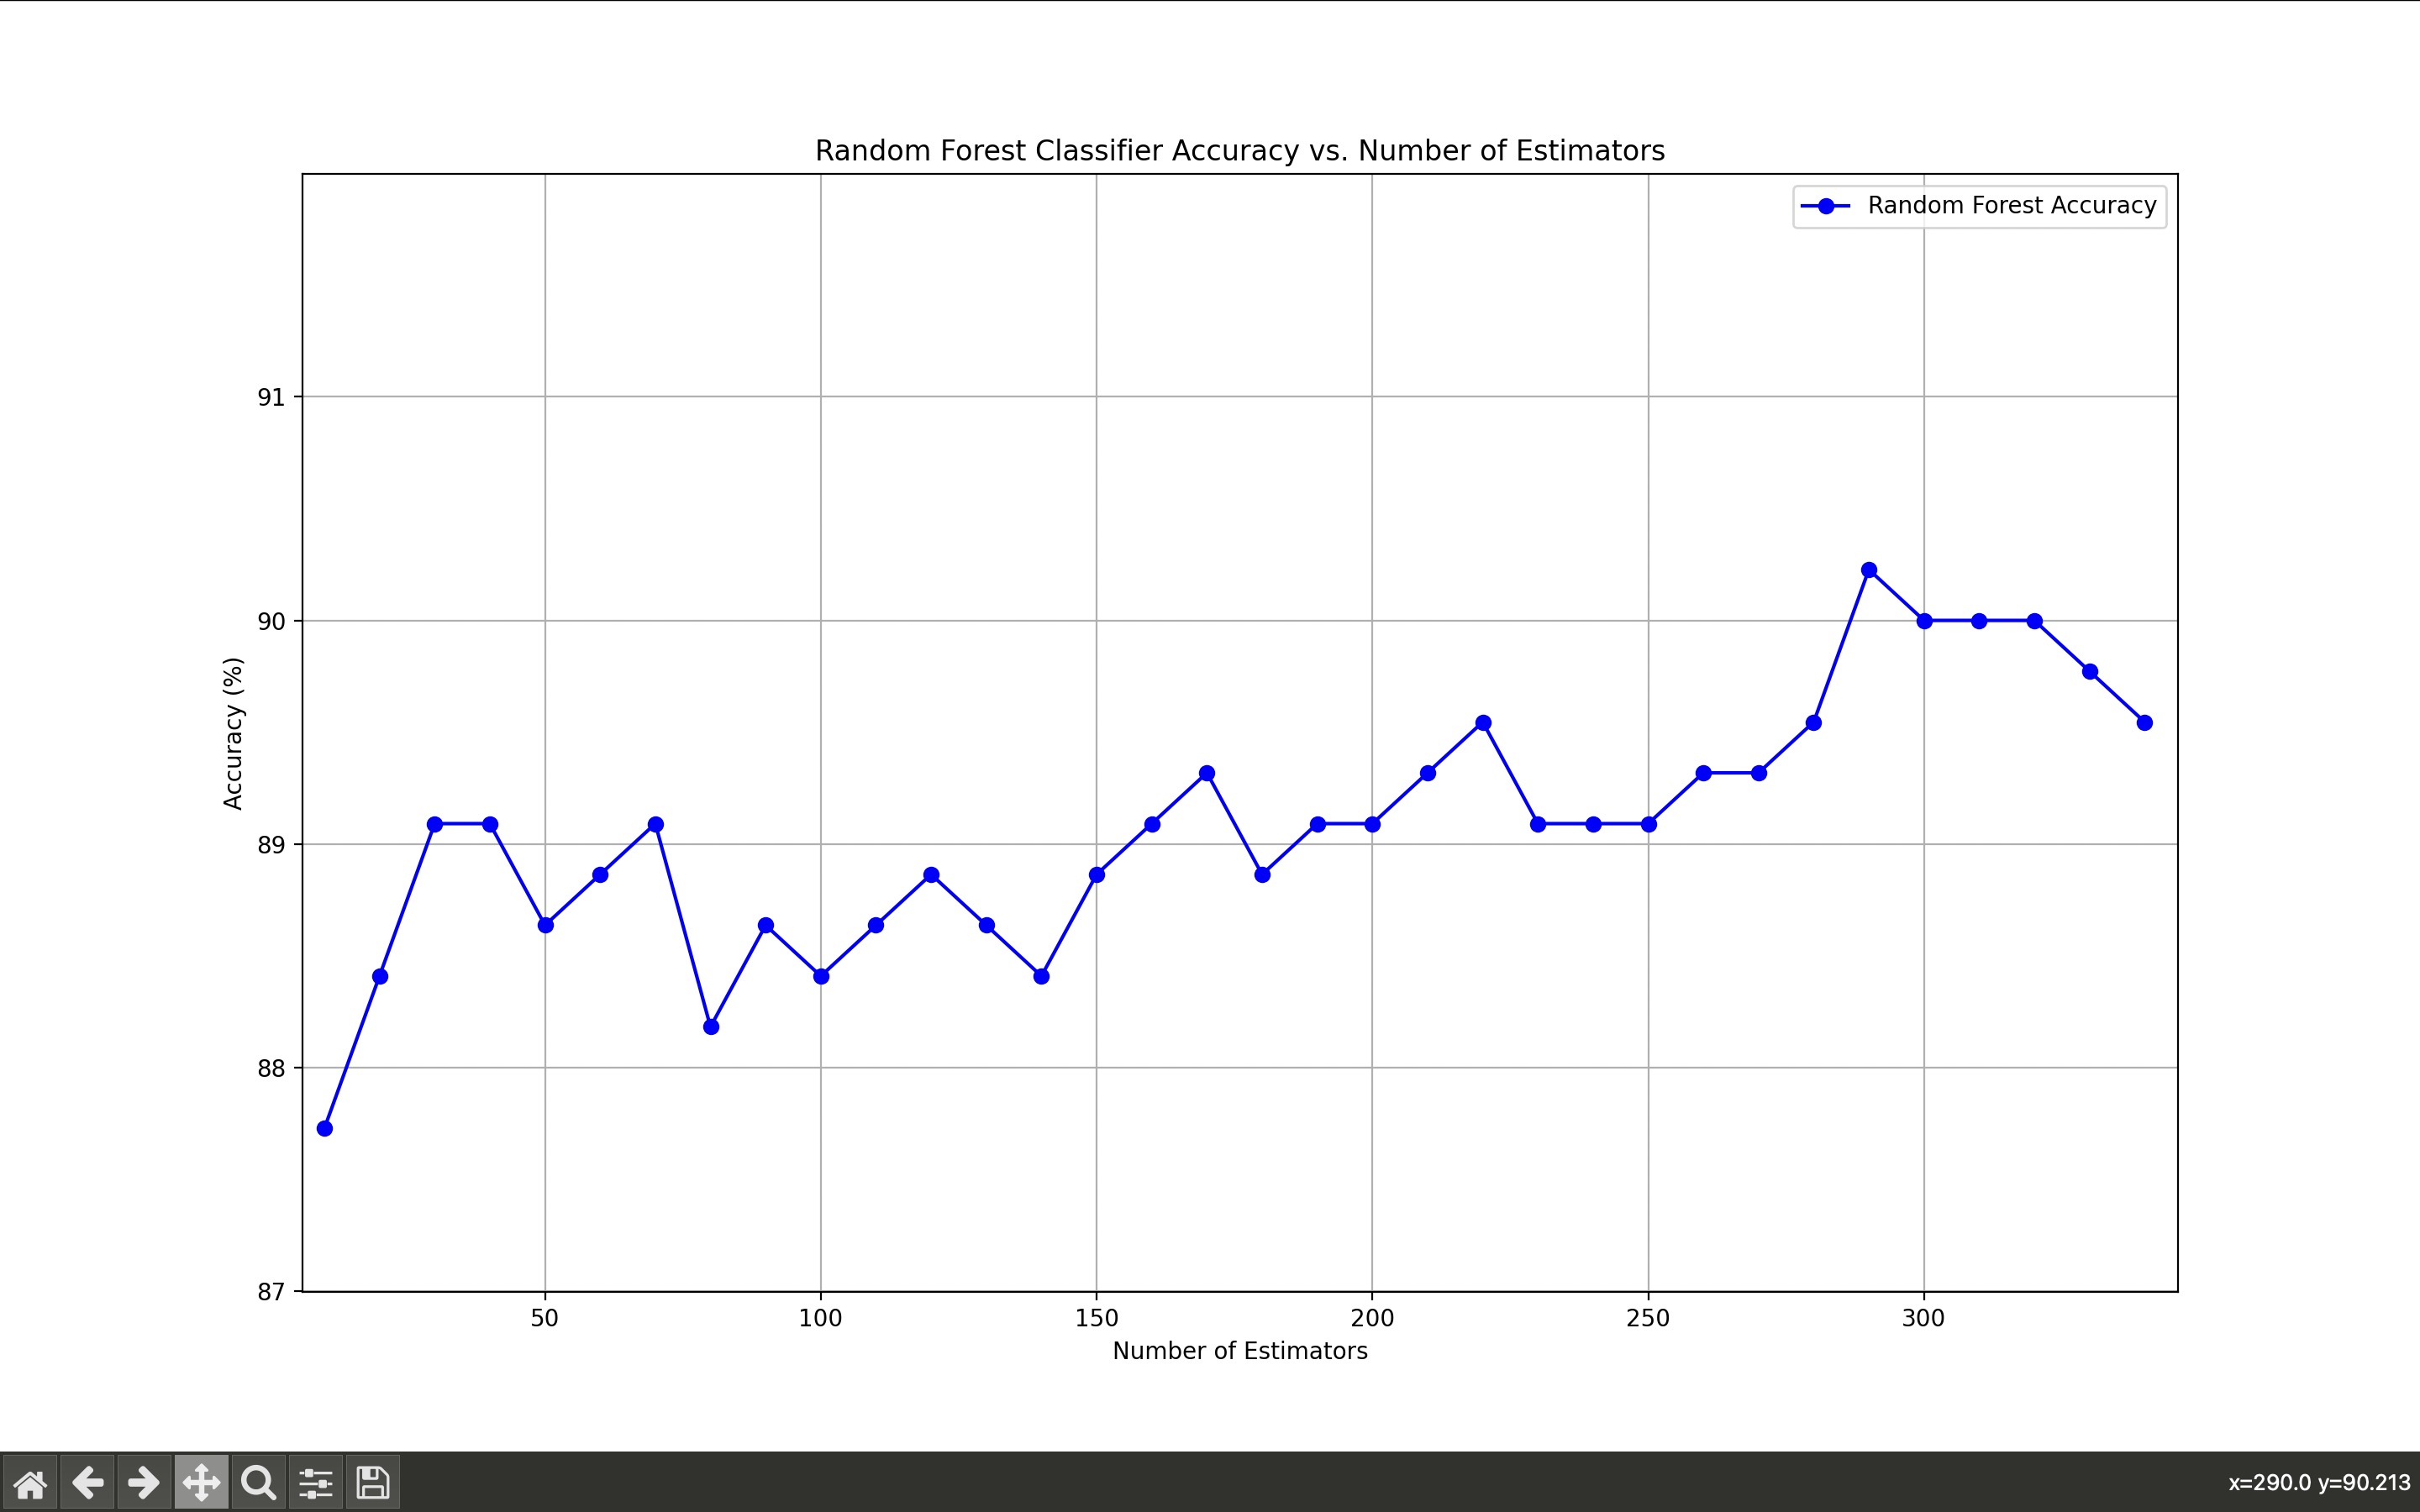 Random Forest Classifier Accuracy vs. Number of Estimators
Random Forest Accuracy
91
90
89
88
87
Accuracy (%)
50 100 150 200 250 300
Number of Estimators
x=290.0 y=90.213